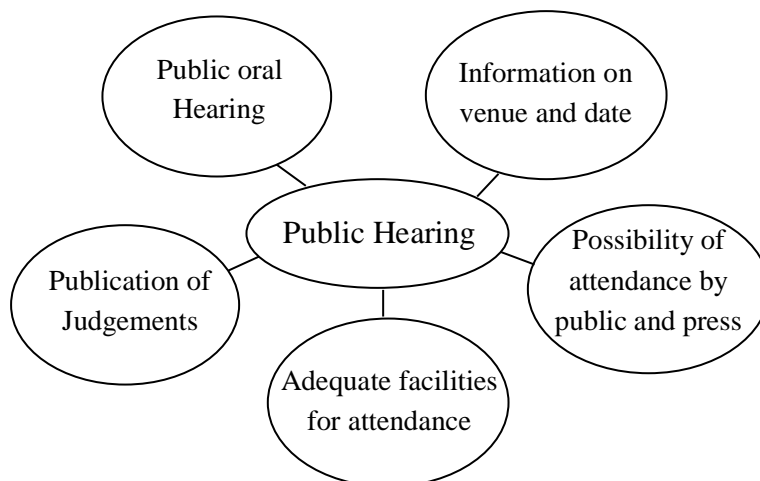 Public oral
Hearing
Information on
venue and date
Public Hearing
Possibility of
attendance by
public and press
Publication of
Judgements
Adequate facilities
for attendance